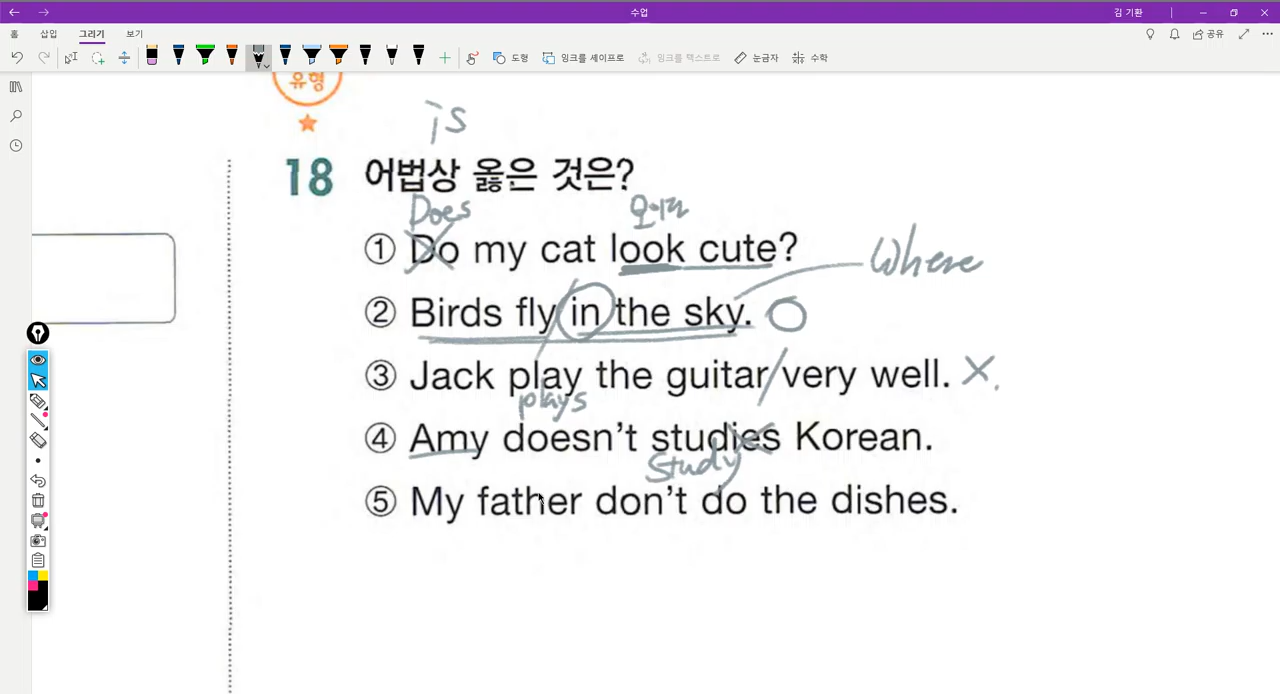 수업
김 기환
홈 삽입 그리기 보기
공유
도형 잉크를 셰이프로 잉크를 텍스트로 눈금자 수학
유형
is
18 어법상 옳은 것은?
Does
① Do my cat look cute?
Where
② Birds fly in the sky.
③ Jack play the guitar very well.
plays
④ Amy doesn't studies Korean.
study
⑤ My father don't do the dishes.